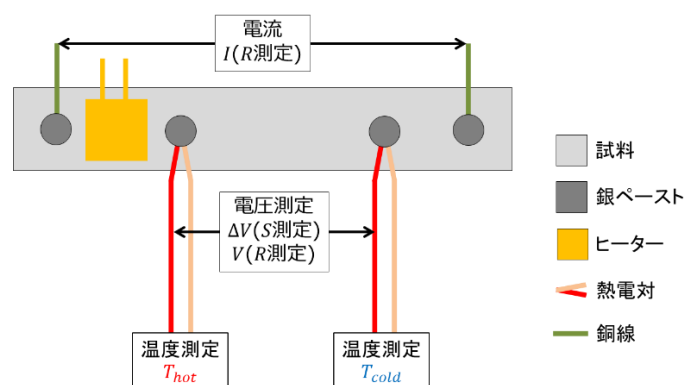 電流
I(R測定)
電圧測定
ΔV(S測定)
V(R測定)
温度測定
T_hot
温度測定
T_cold
試料
銀ペースト
ヒーター
熱電対
銅線